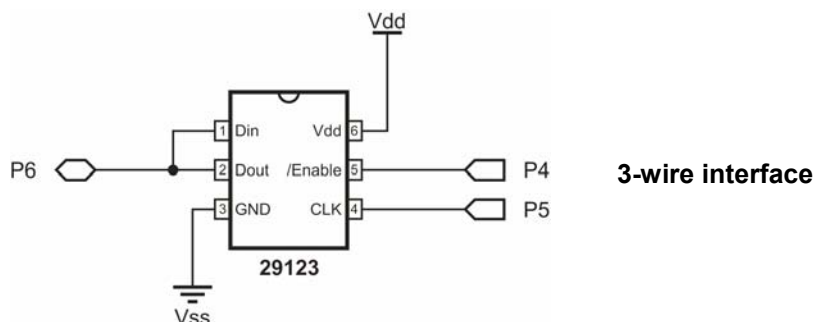 Vdd
1 Din Vdd 6
P6 2 Dout /Enable 5 P4
3-wire interface
3 GND CLK 4 P5
29123
Vss